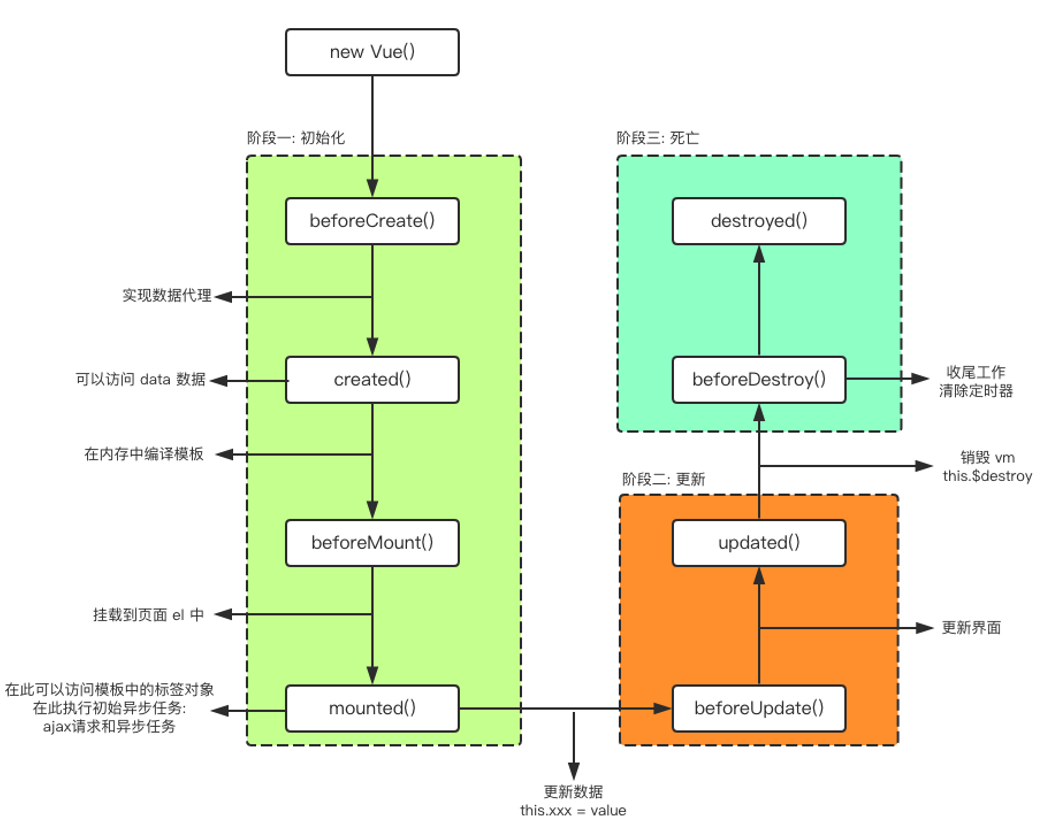 new Vue()
阶段一: 初始化
beforeCreate()
实现数据代理
可以访问 data 数据
created()
在内存中编译模板
beforeMount()
挂载到页面 el 中
在此可以访问模板中的标签对象
在此执行初始异步任务:
ajax请求和异步任务
mounted()
更新数据
this.xxx = value
阶段三: 死亡
destroyed()
beforeDestroy()
收尾工作
清除定时器
销毁 vm
this.$destroy
阶段二: 更新
updated()
更新界面
beforeUpdate()